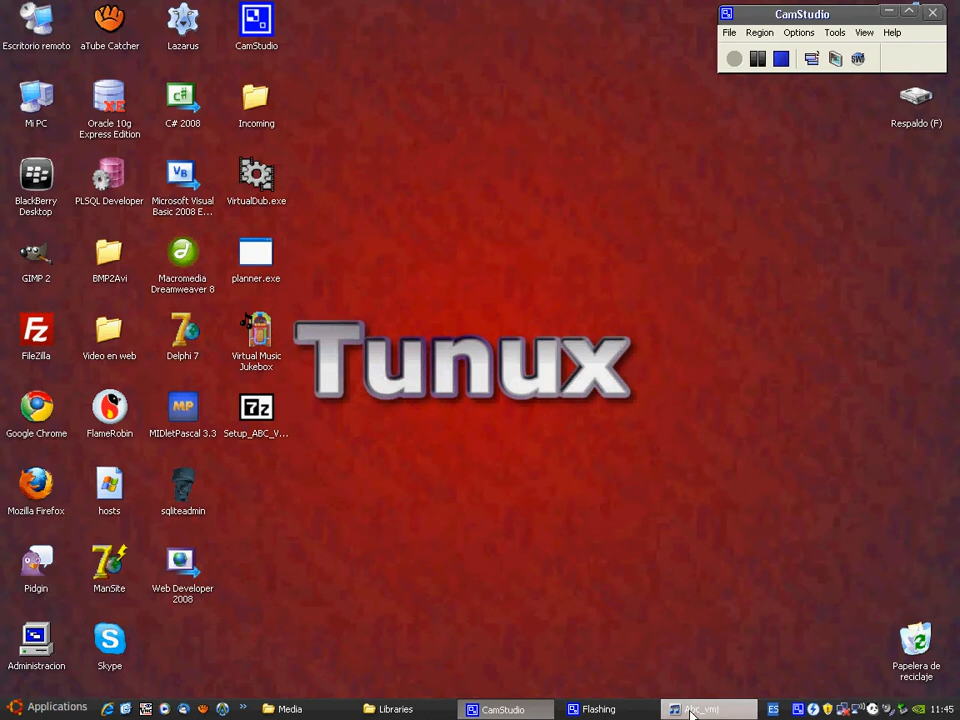 CamStudio
File Region Options Tools View Help
Escritorio remoto
aTube Catcher
Lazarus
CamStudio
Mi PC
Oracle 10g
Express Edition
C# 2008
Incoming
Respaldo (F)
BlackBerry
Desktop
PLSQL Developer
Microsoft Visual
Basic 2008 E...
VirtualDub.exe
GIMP 2
BMP2Avi
Macromedia
Dreamweaver 8
planner.exe
FileZilla
Video en web
Delphi 7
Virtual Music
Jukebox
Tunux
Google Chrome
FlameRobin
MIDletPascal 3.3
Setup_ABC_V...
Mozilla Firefox
hosts
sqliteadmin
Pidgin
ManSite
Web Developer
2008
Administracion
Skype
Papelera de
reciclaje
Applications
Media
Libraries
CamStudio
Flashing
Abc_vmj
ES
11:45